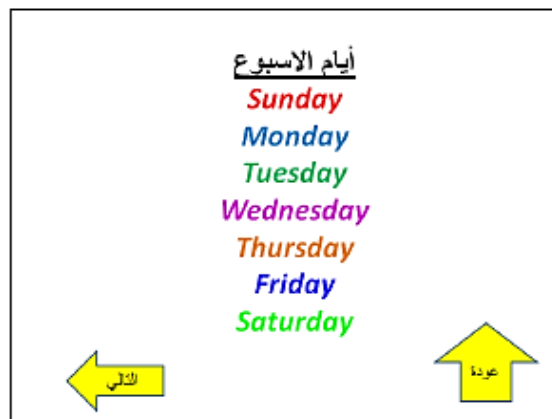 أيام الاسبوع
Sunday
Monday
Tuesday
Wednesday
Thursday
Friday
Saturday
عودة
التالي